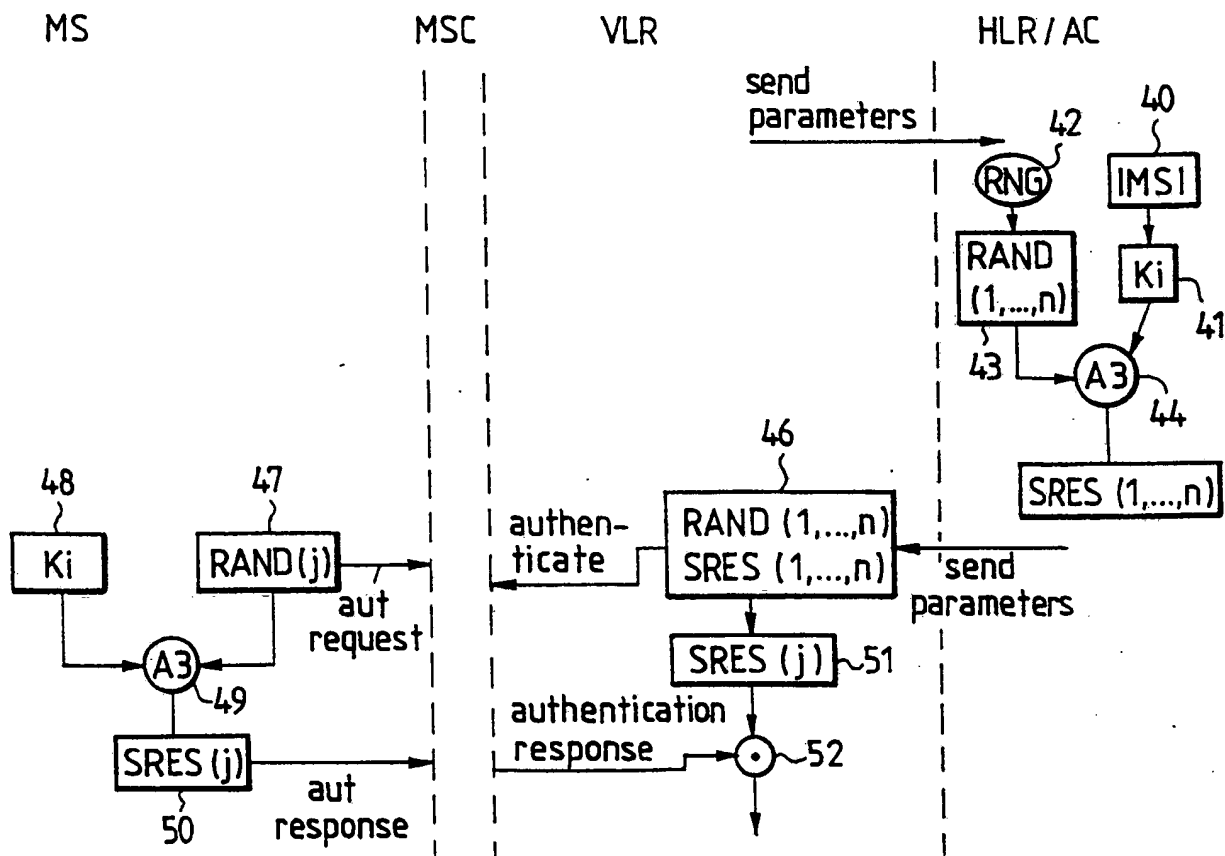 MS
MSC
VLR
HLR / AC
send
parameters
42
40
RNG
IMSI
RAND
(1,...,n)
Ki
43
41
A3
44
46
SRES (1,...,n)
48
47
Ki
RAND(j)
aut
request
authen-
ticate
RAND (1,...,n)
SRES (1,...,n)
send
parameters
A3
49
SRES (j)
51
authentication
response
52
SRES (j)
50
aut
response